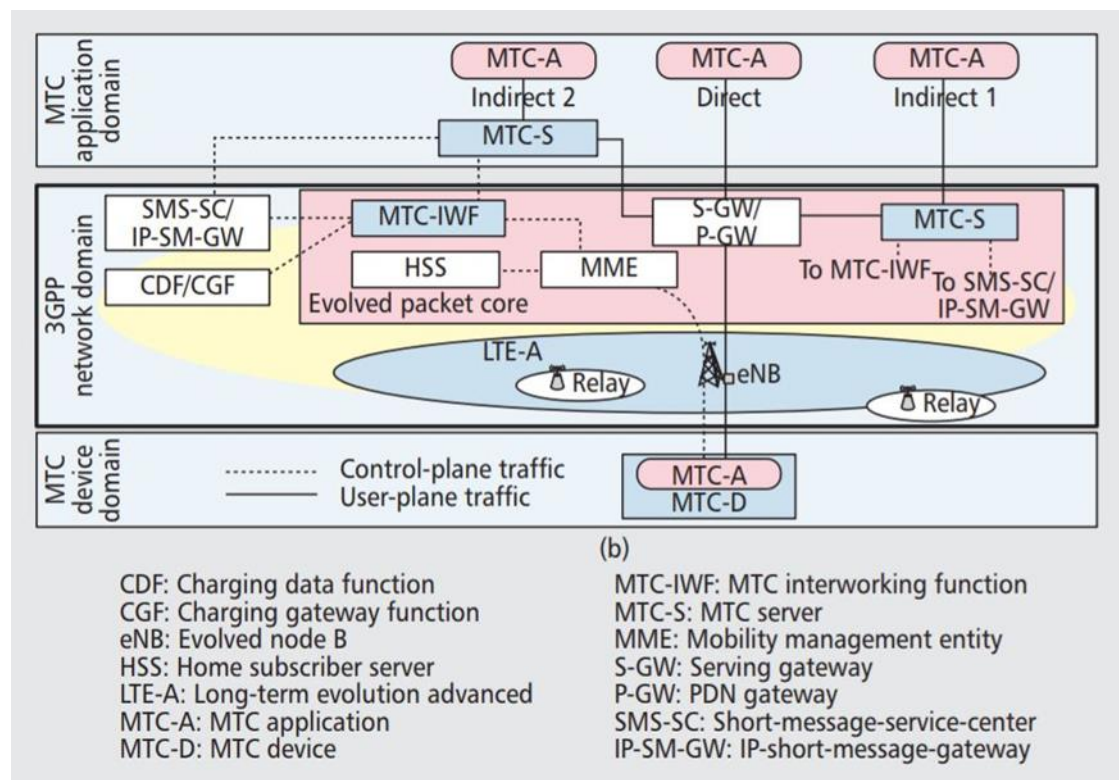 MTC
application
domain
MTC-A
MTC-A
MTC-A
Indirect 2
Direct
Indirect 1
MTC-S
3GPP
network domain
SMS-SC/
IP-SM-GW
MTC-IWF
S-GW/
P-GW
MTC-S
CDF/CGF
HSS
MME
To MTC-IWF
To SMS-SC/
IP-SM-GW
Evolved packet core
LTE-A
Relay
eNB
Relay
MTC
device
domain
Control-plane traffic
User-plane traffic
MTC-A
MTC-D
(b)
CDF: Charging data function
CGF: Charging gateway function
eNB: Evolved node B
HSS: Home subscriber server
LTE-A: Long-term evolution advanced
MTC-A: MTC application
MTC-D: MTC device
MTC-IWF: MTC interworking function
MTC-S: MTC server
MME: Mobility management entity
S-GW: Serving gateway
P-GW: PDN gateway
SMS-SC: Short-message-service-center
IP-SM-GW: IP-short-message-gateway